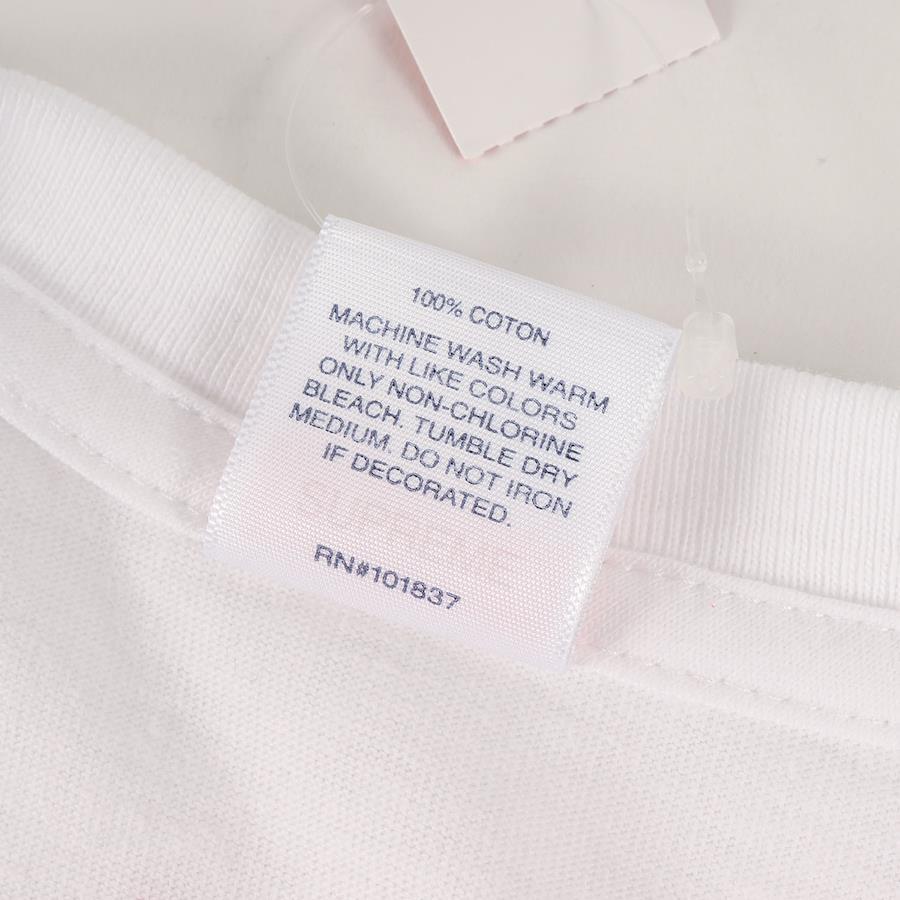 100% COTON
MACHINE WASH WARM
WITH LIKE COLORS
ONLY NON-CHLORINE
BLEACH. TUMBLE DRY
MEDIUM. DO NOT IRON
IF DECORATED.
RN#101837